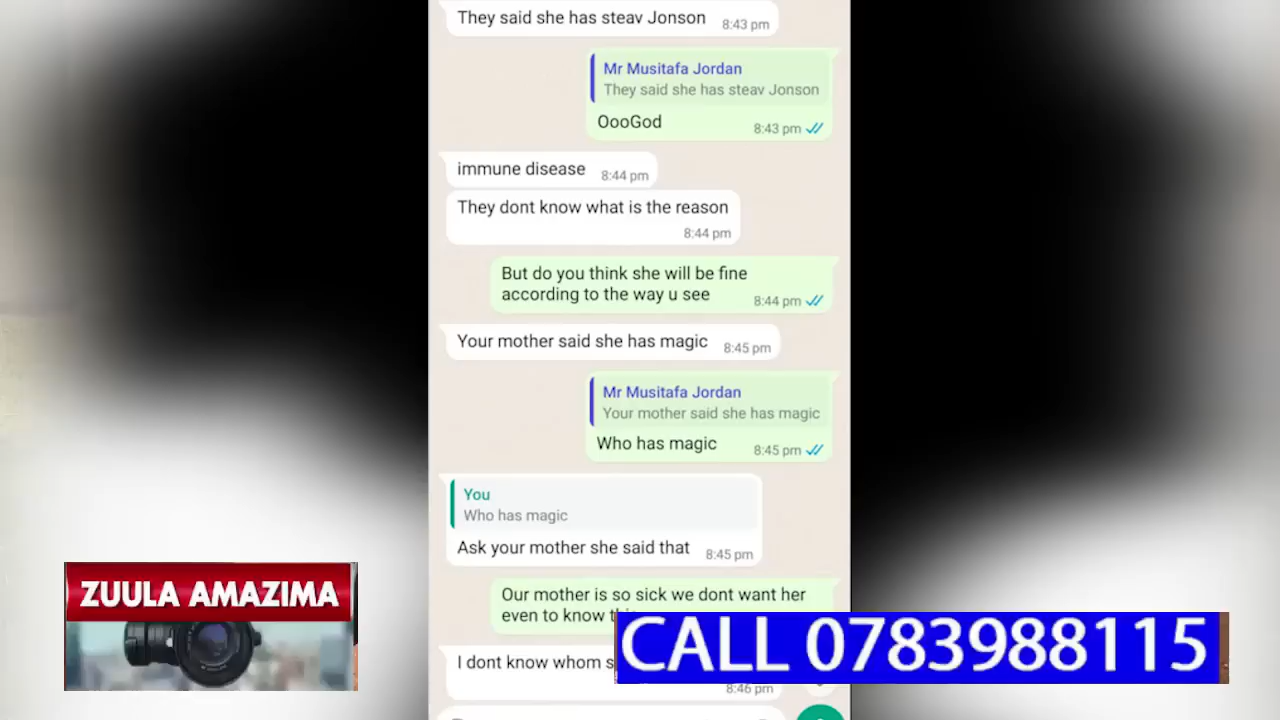 They said she has steav Jonson 8:43 pm
Mr Musitafa Jordan
They said she has steav Jonson
OooGod 8:43 pm
immune disease 8:44 pm
They dont know what is the reason
8:44 pm
But do you think she will be fine
according to the way u see 8:44 pm
Your mother said she has magic 8:45 pm
Mr Musitafa Jordan
Your mother said she has magic
Who has magic 8:45 pm
You
Who has magic
Ask your mother she said that 8:45 pm
Our mother is so sick we dont want her
even to know
I dont know whom
8:46 pm
ZUULA AMAZIMA
CALL 0783988115